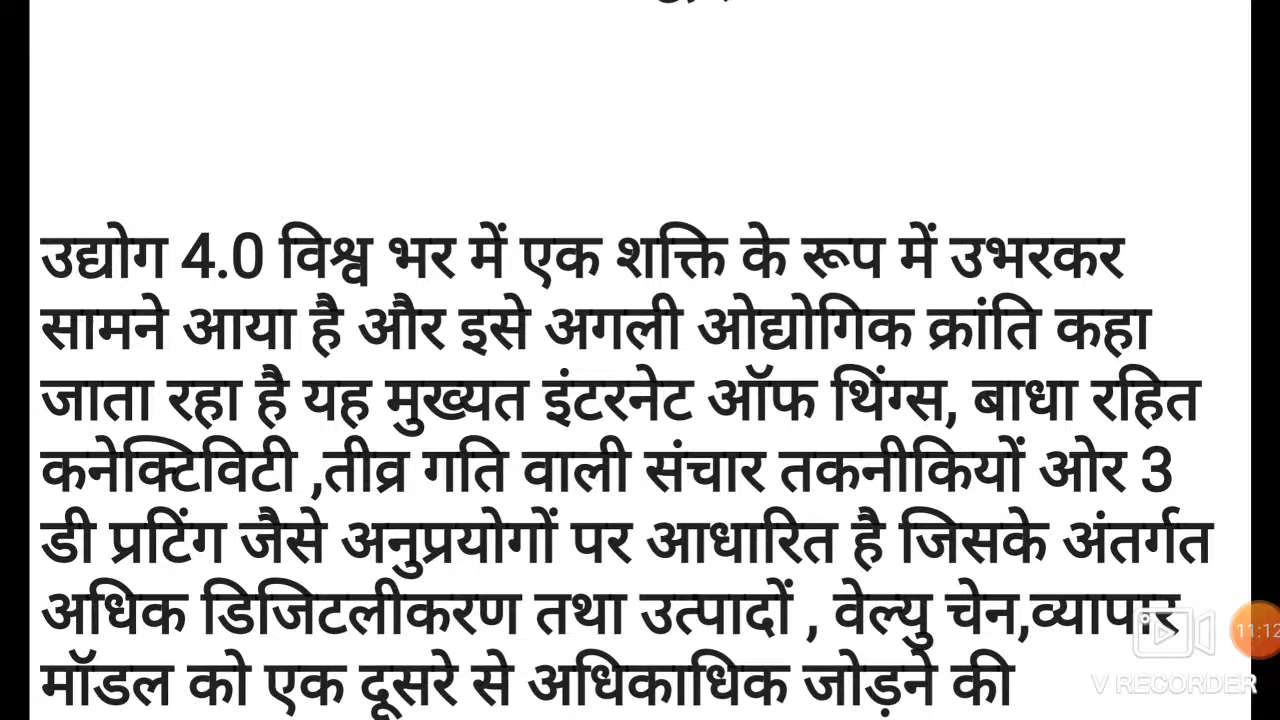 उद्योग 4.0 विश्व भर में एक शक्ति के रूप में उभरकर
सामने आया है और इसे अगली ओद्योगिक क्रांति कहा
जाता रहा है यह मुख्यत इंटरनेट ऑफ थिंग्स, बाधा रहित
कनेक्टिविटी ,तीव्र गति वाली संचार तकनीकियों ओर 3
डी प्रटिंग जैसे अनुप्रयोगों पर आधारित है जिसके अंतर्गत
अधिक डिजिटलीकरण तथा उत्पादों , वेल्यु चेन,व्यापार
मॉडल को एक दूसरे से अधिकाधिक जोड़ने की
11:12
V RECORDER